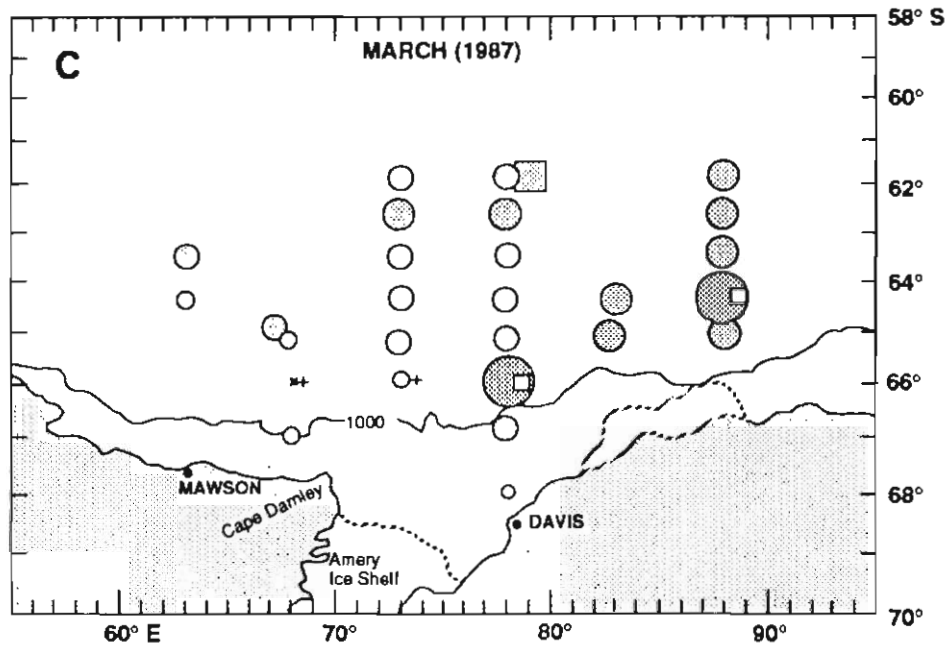 C
MARCH (1987)
58° S
60°
62°
64°
66°
68°
70°
1000
MAWSON
Cape Darnley
Amery
Ice Shelf
DAVIS
60° E
70°
80°
90°